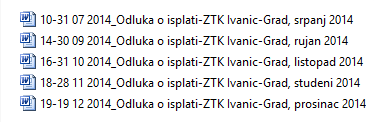 10-31 07 2014_Odluka o isplati-ZTK Ivanic-Grad, srpanj 2014
14-30 09 2014_Odluka o isplati-ZTK Ivanic-Grad, rujan 2014
16-31 10 2014_Odluka o isplati-ZTK Ivanic-Grad, listopad 2014
18-28 11 2014_Odluka o isplati-ZTK Ivanic-Grad, studeni 2014
19-19 12 2014_Odluka o isplati-ZTK Ivanic-Grad, prosinac 2014